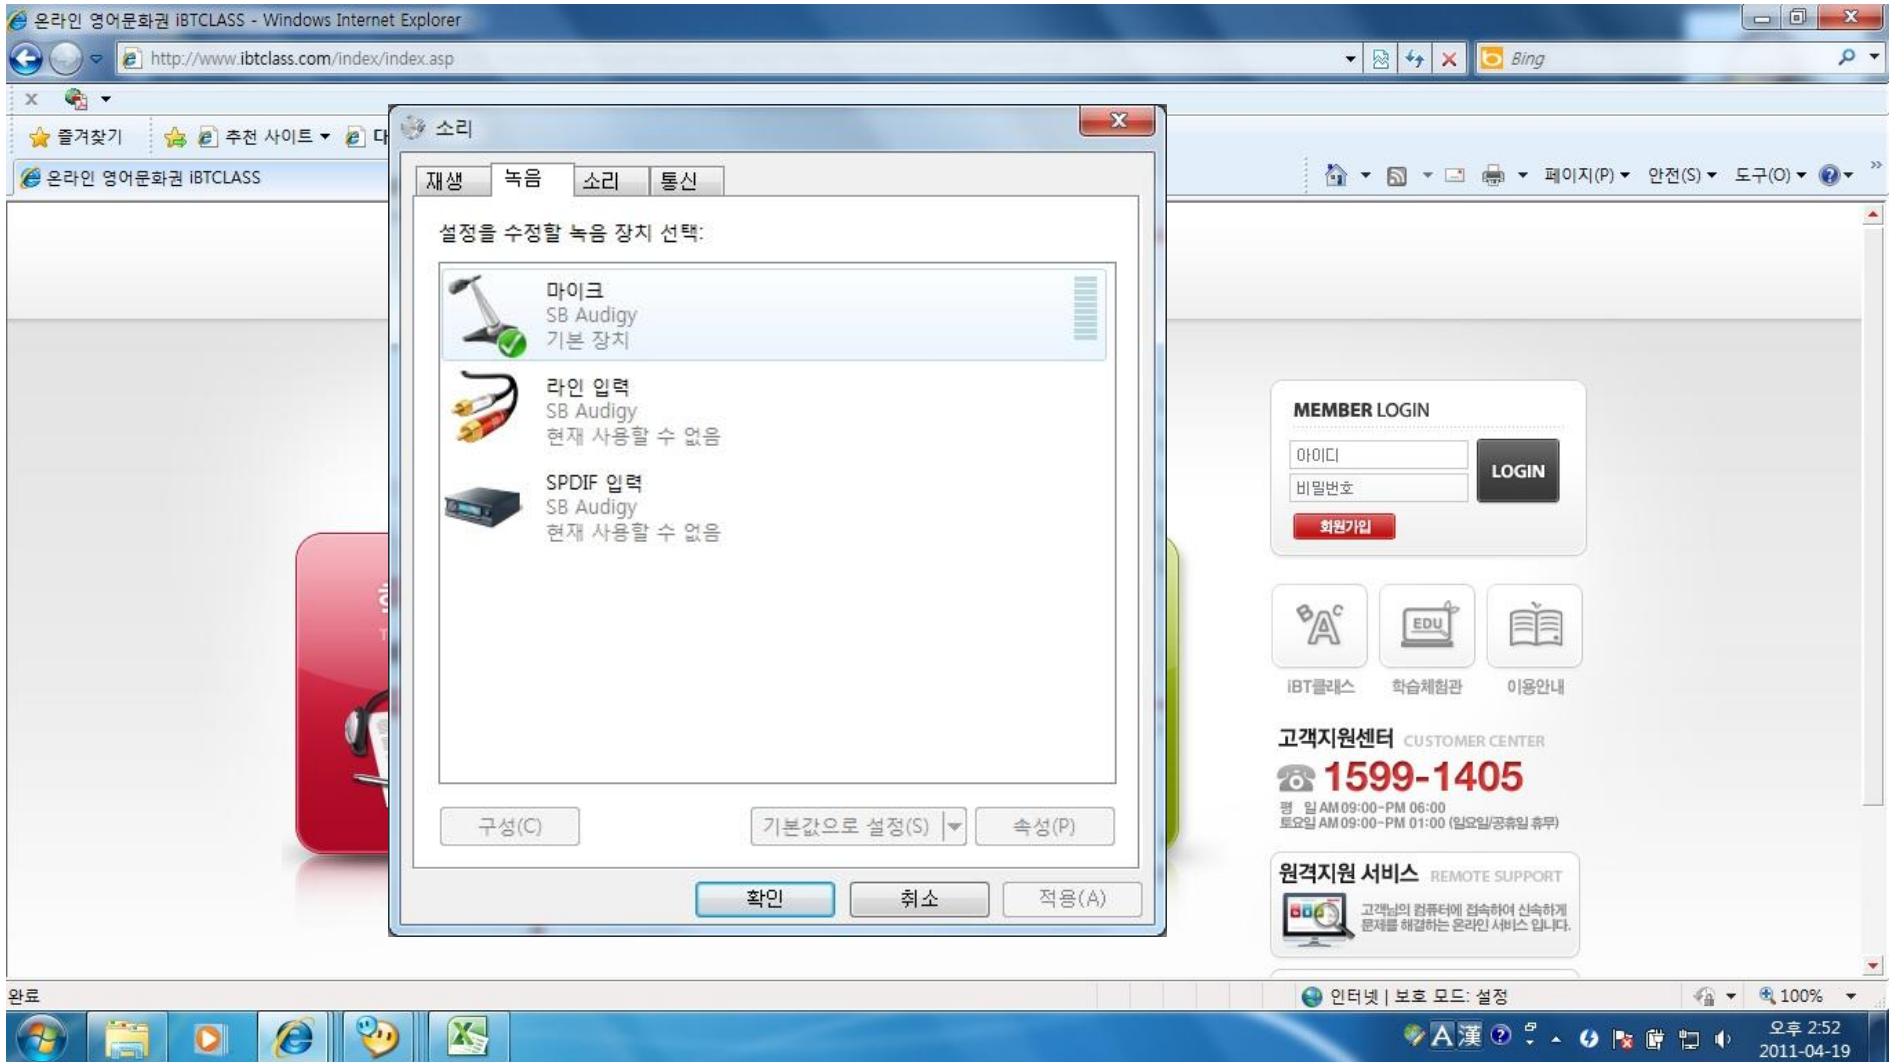 온라인 영어문화권 iBTCLASS - Windows Internet Explorer
http://www.ibtclass.com/index/index.asp
Bing
즐겨찾기
추천 사이트
온라인 영어문화권 iBTCLASS
페이지(P)
안전(S)
도구(O)
소리
재생
녹음
소리
통신
설정을 수정할 녹음 장치 선택:
마이크
SB Audigy
기본 장치
라인 입력
SB Audigy
현재 사용할 수 없음
SPDIF 입력
SB Audigy
현재 사용할 수 없음
구성(C)
기본값으로 설정(S)
속성(P)
확인
취소
적용(A)
MEMBER LOGIN
아이디
비밀번호
LOGIN
회원가입
EDU
iBT클래스
학습체험관
이용안내
고객지원센터 CUSTOMER CENTER
1599-1405
평 일 AM 09:00~PM 06:00
토요일 AM 09:00~PM 01:00 (일요일/공휴일 휴무)
원격지원 서비스 REMOTE SUPPORT
고객님의 컴퓨터에 접속하여 신속하게
문제를 해결하는 온라인 서비스 입니다.
완료
인터넷 | 보호 모드: 설정
100%
A 漢
오후 2:52
2011-04-19